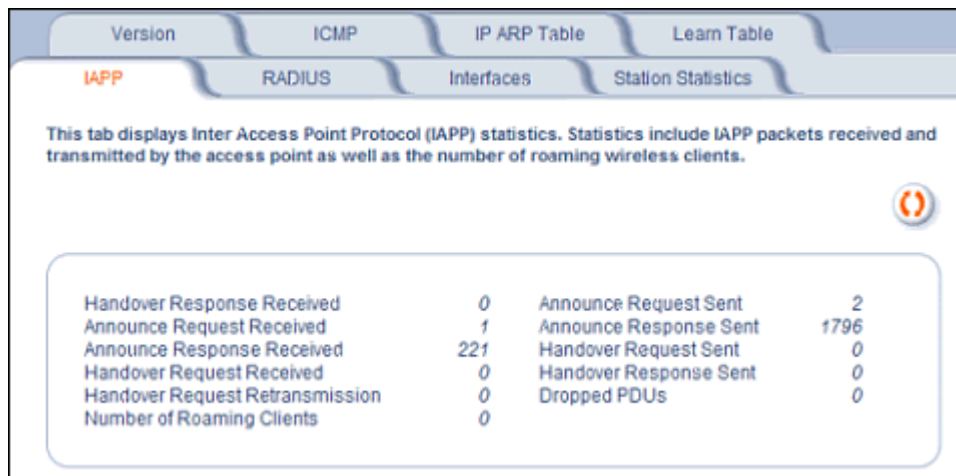 Version ICMP IP ARP Table Learn Table
IAPP RADIUS Interfaces Station Statistics
This tab displays Inter Access Point Protocol (IAPP) statistics. Statistics include IAPP packets received and
transmitted by the access point as well as the number of roaming wireless clients.
Handover Response Received 0 Announce Request Sent 2
Announce Request Received 1 Announce Response Sent 1796
Announce Response Received 221 Handover Request Sent 0
Handover Request Received 0 Handover Response Sent 0
Handover Request Retransmission 0 Dropped PDUs 0
Number of Roaming Clients 0